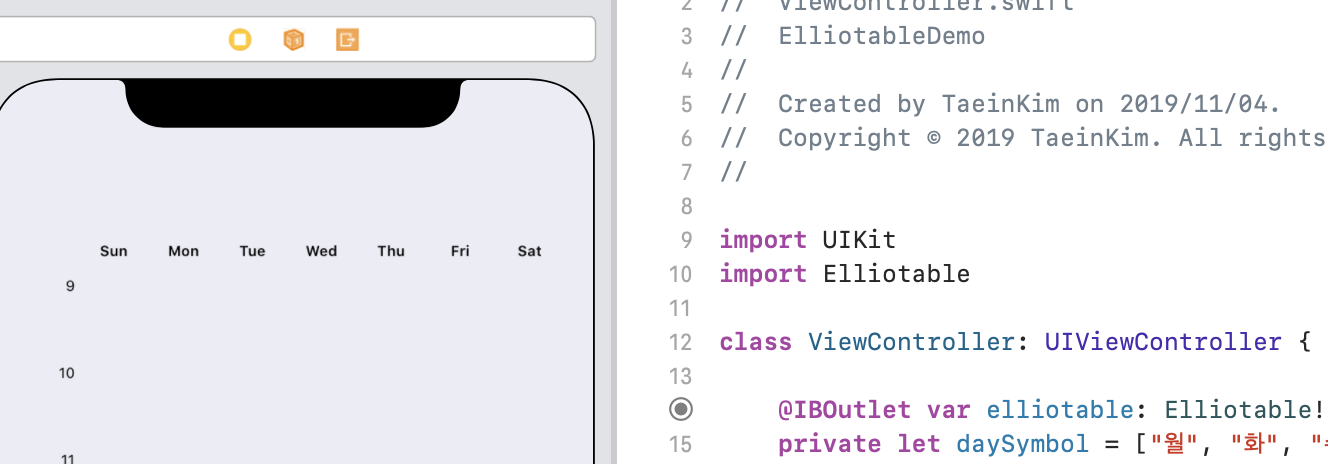 Sun Mon Tue Wed Thu Fri Sat
9
10
11
2 // ViewController.swift
3 // ElliotableDemo
4 //
5 // Created by TaeinKim on 2019/11/04.
6 // Copyright © 2019 TaeinKim. All rights
7 //
8
9 import UIKit
10 import Elliotable
11
12 class ViewController: UIViewController {
13
@IBOutlet var elliotable: Elliotable!
15 private let daySymbol = ["월", "화", "